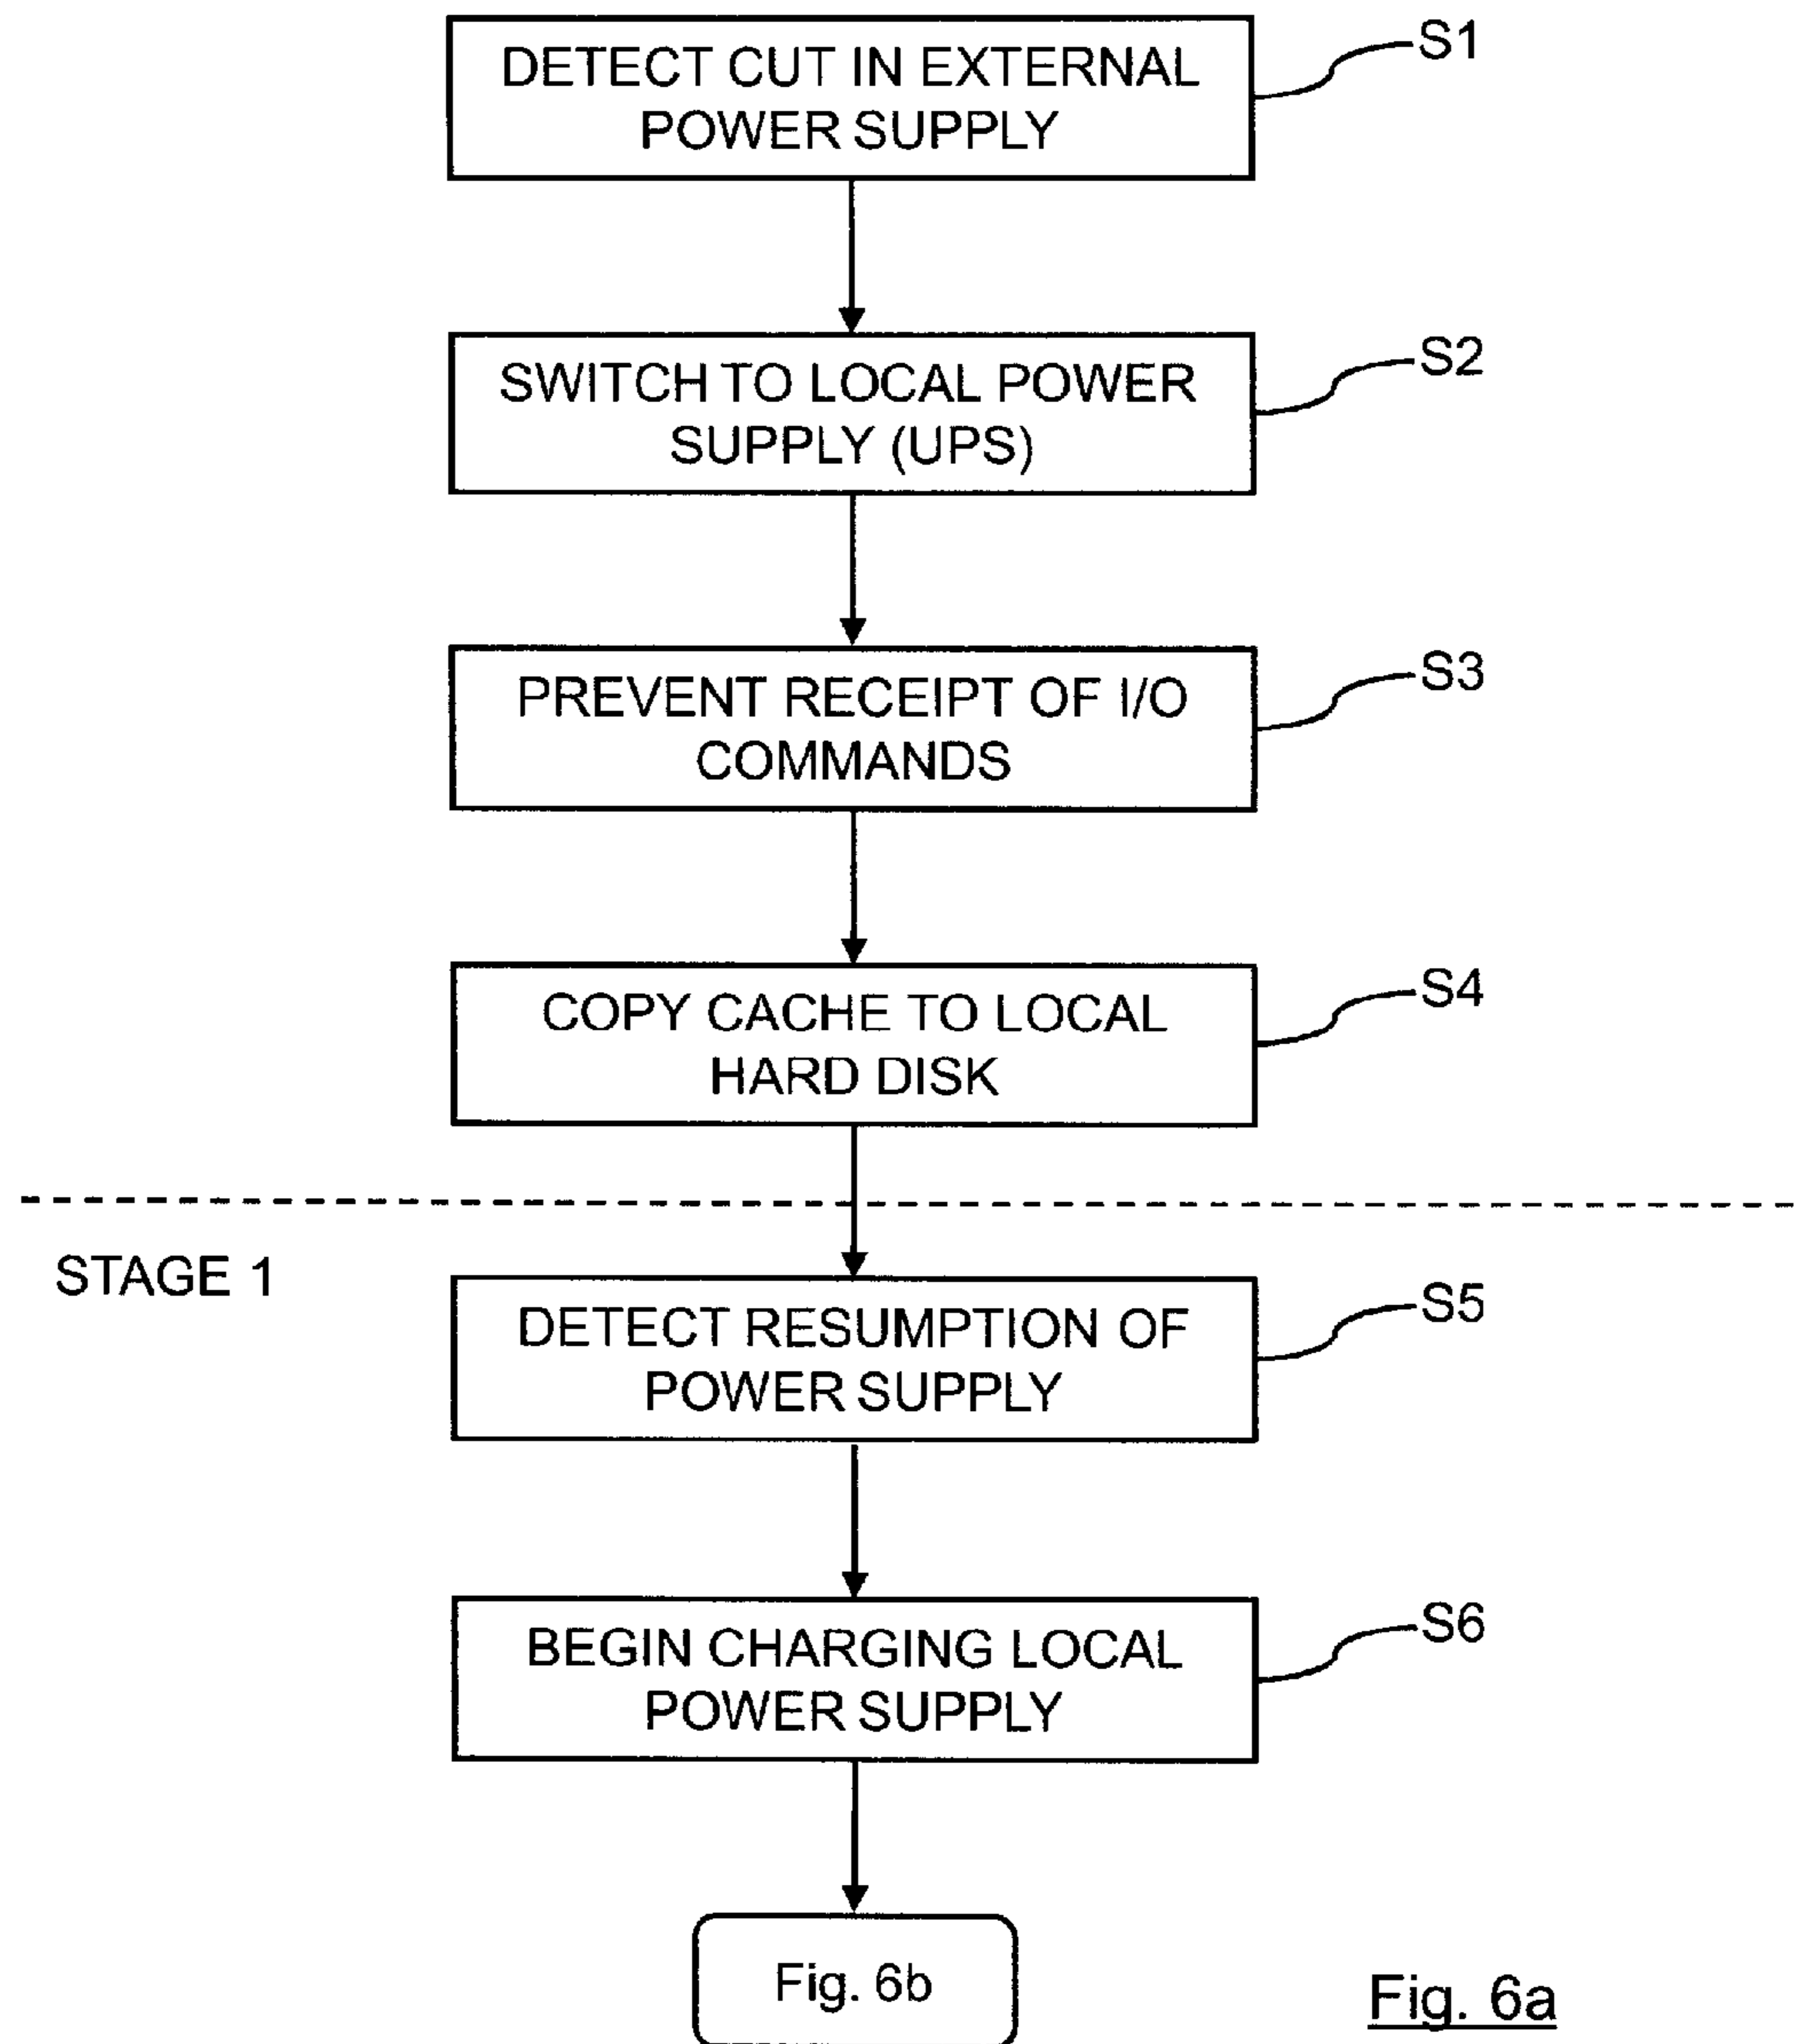 DETECT CUT IN EXTERNAL
POWER SUPPLY
S1
SWITCH TO LOCAL POWER
SUPPLY (UPS)
S2
PREVENT RECEIPT OF I/O
COMMANDS
S3
COPY CACHE TO LOCAL
HARD DISK
S4
STAGE 1
DETECT RESUMPTION OF
POWER SUPPLY
S5
BEGIN CHARGING LOCAL
POWER SUPPLY
S6
Fig. 6b
Fig. 6a